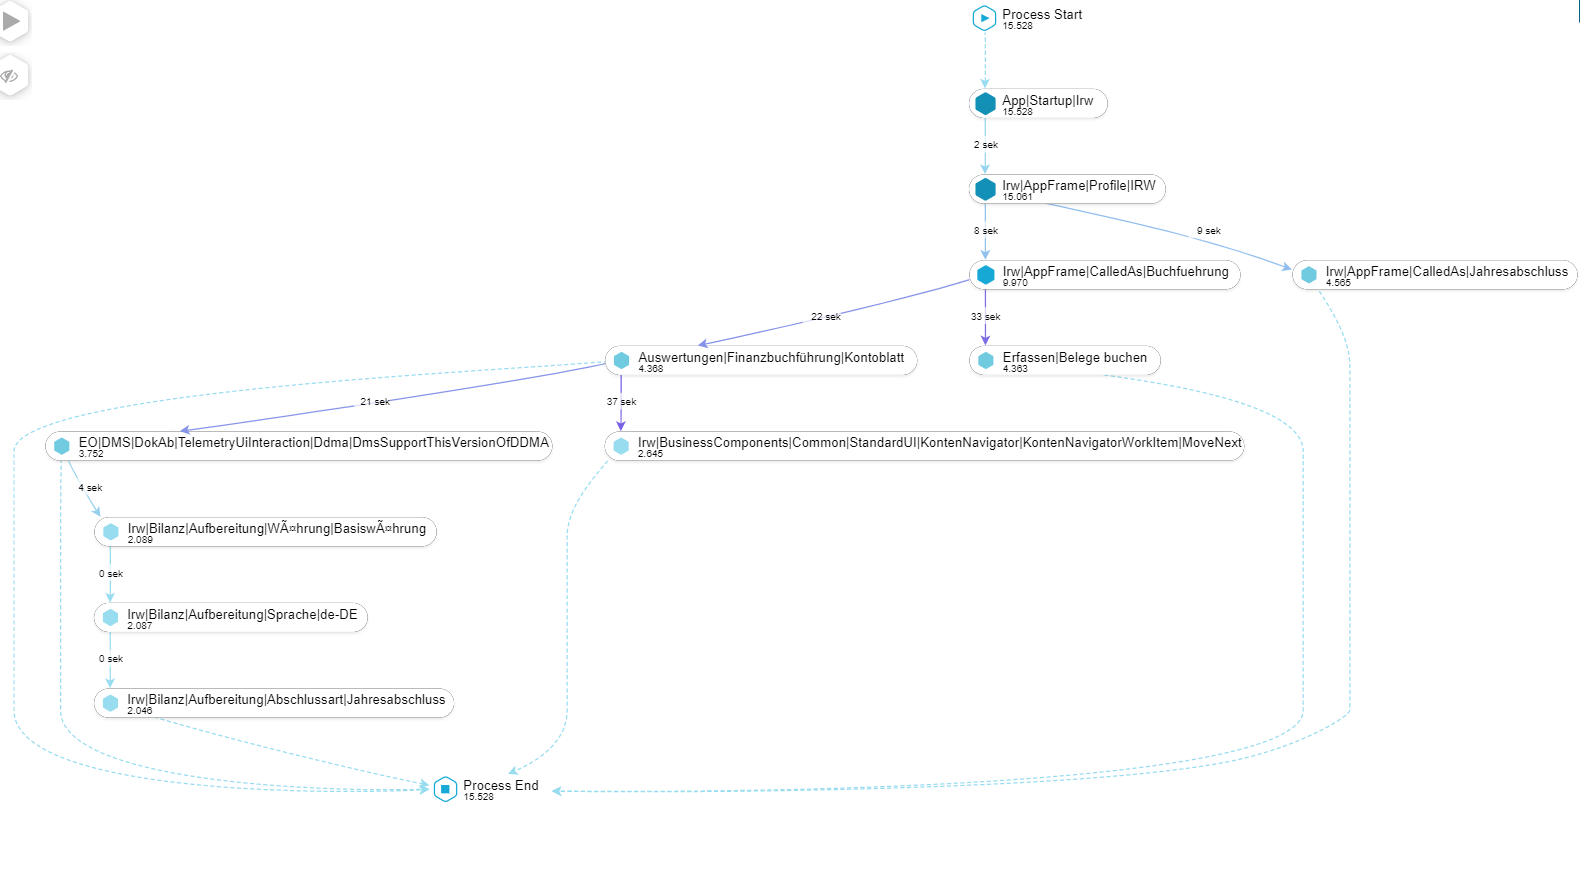 Process Start
15.528
App|Startup|Irw
15.528
2 sek
Irw|AppFrame|Profile|IRW
15.061
8 sek
9 sek
Irw|AppFrame|CalledAs|Buchfuehrung
9.970
Irw|AppFrame|CalledAs|Jahresabschluss
4.565
22 sek
33 sek
Auswertungen|Finanzbuchführung|Kontoblatt
4.368
Erfassen|Belege buchen
4.363
21 sek
37 sek
EO|DMS|DokAb|TelemetryUiInteraction|Ddma|DmsSupportThisVersionOfDDMA
3.752
Irw|BusinessComponents|Common|StandardUI|KontenNavigator|KontenNavigatorWorkItem|MoveNext
2.645
4 sek
Irw|Bilanz|Aufbereitung|WÃ¤hrung|BasiswÃ¤hrung
2.089
0 sek
Irw|Bilanz|Aufbereitung|Sprache|de-DE
2.087
0 sek
Irw|Bilanz|Aufbereitung|Abschlussart|Jahresabschluss
2.046
Process End
15.528